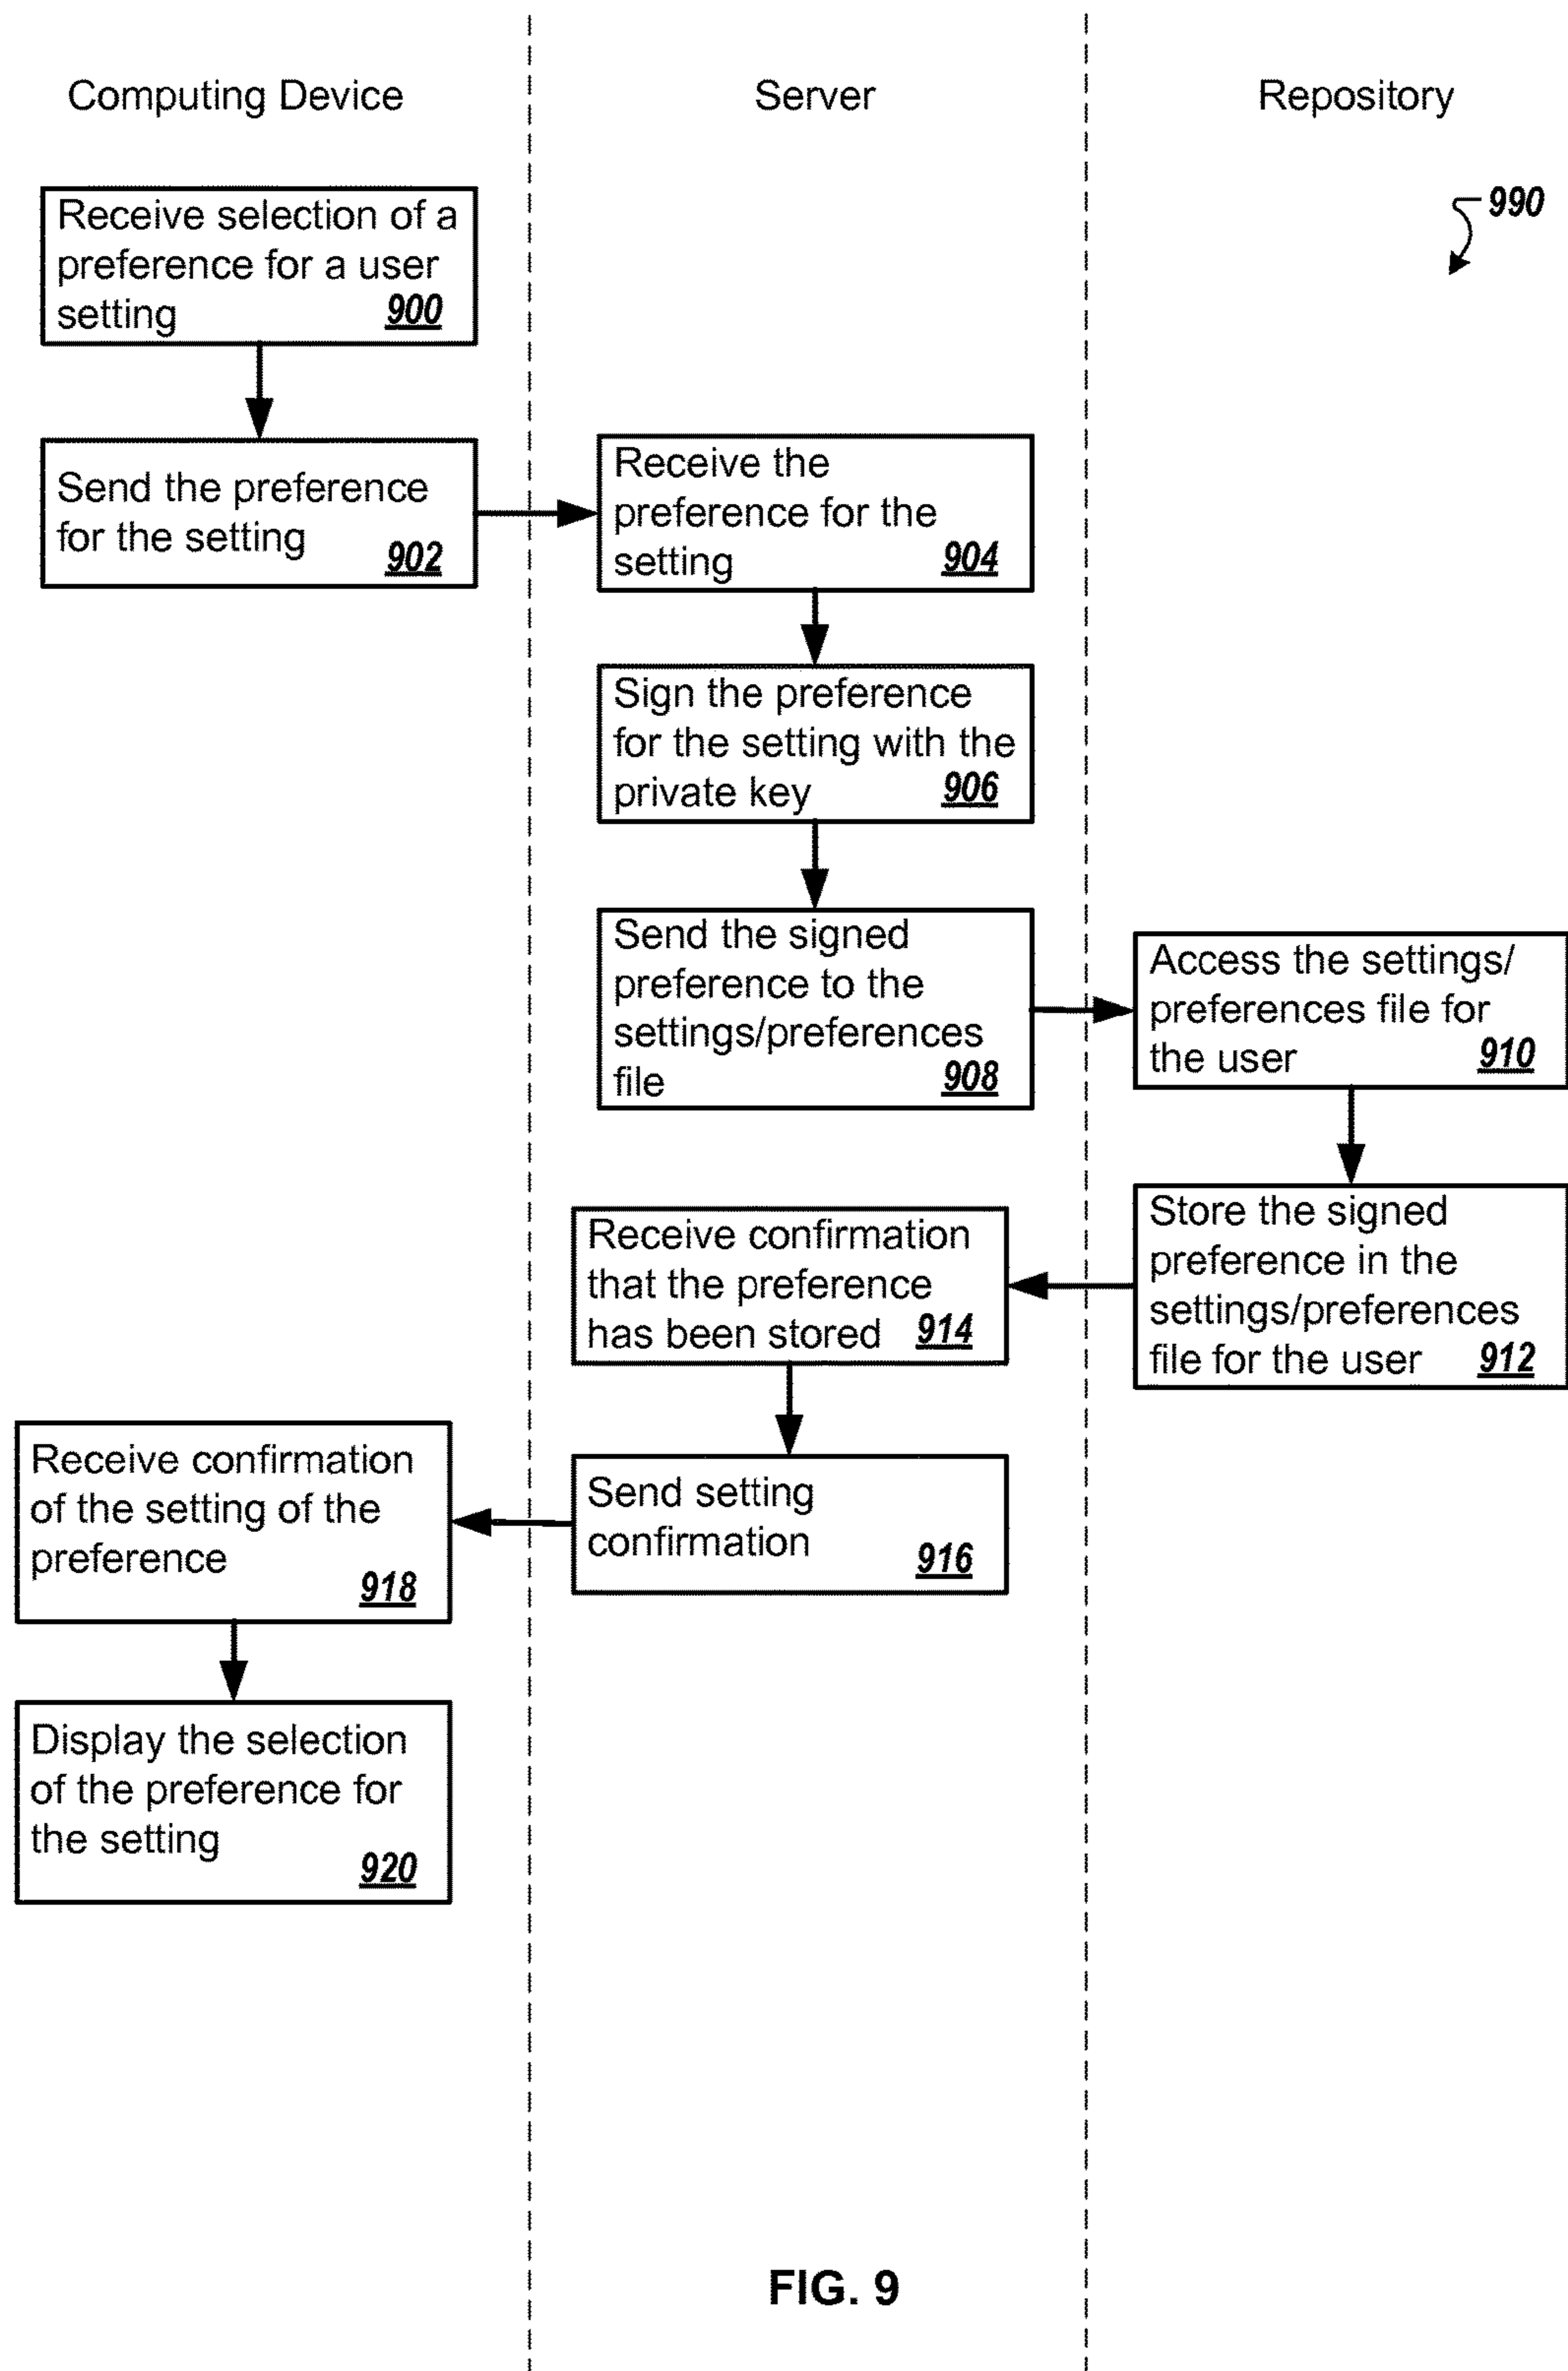 Computing Device
Server
Repository
990
Receive selection of a
preference for a user
setting 900
Send the preference
for the setting 902
Receive the
preference for the
setting 904
Sign the preference
for the setting with the
private key 906
Send the signed
preference to the
settings/preferences
file 908
Access the settings/
preferences file for
the user 910
Store the signed
preference in the
settings/preferences
file for the user 912
Receive confirmation
that the preference
has been stored 914
Send setting
confirmation 916
Receive confirmation
of the setting of the
preference
918
Display the selection
of the preference for
the setting
920
FIG. 9